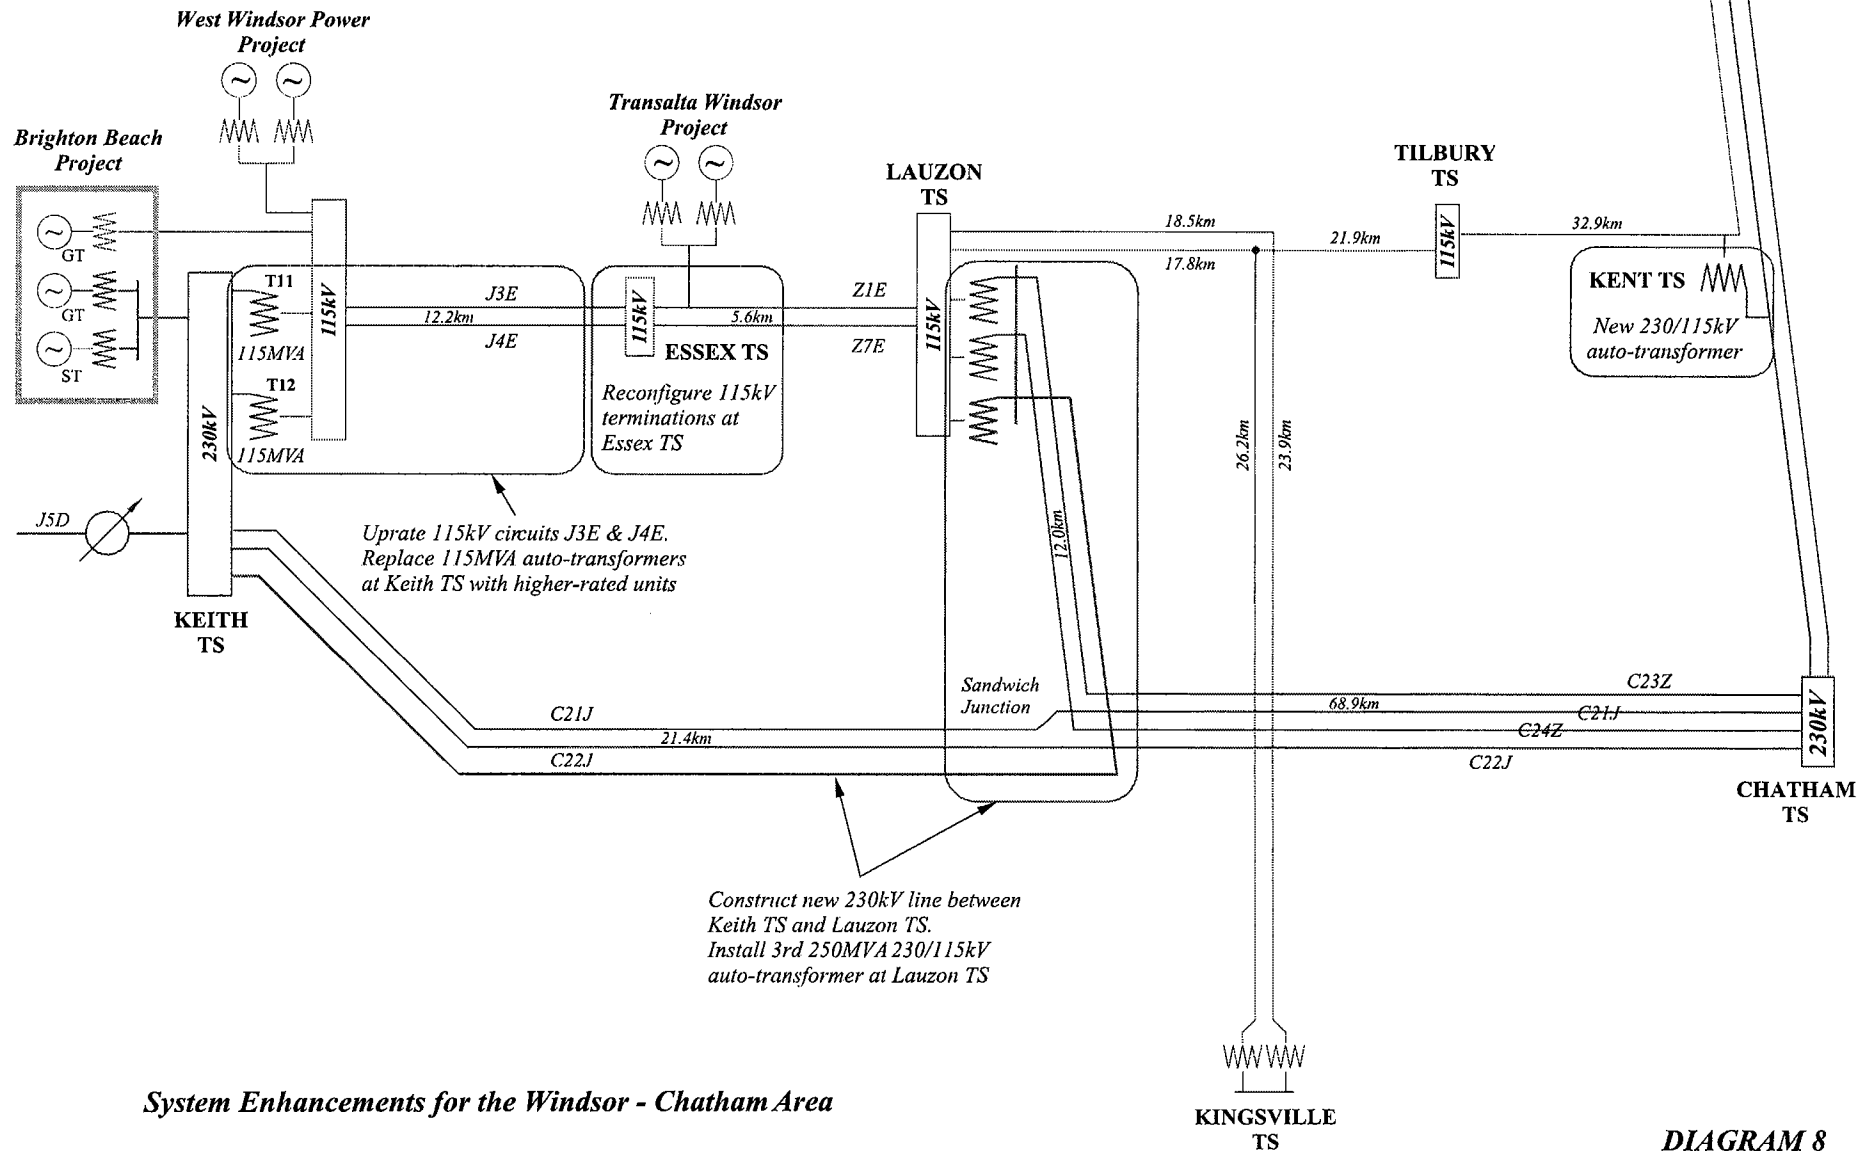 West Windsor Power
Project
Transalta Windsor
Project
Brighton Beach
Project
GT
GT
ST
T11
115MVA
T12
115MVA
115kV
230kV
J3E
12.2km
J4E
115kV
5.6km
ESSEX TS
Reconfigure 115kV
terminations at
Essex TS
Z1E
Z7E
LAUZON
TS
115kV
18.5km
17.8km
21.9km
TILBURY
TS
115kV
32.9km
KENT TS
New 230/115kV
auto-transformer
26.2km
23.9km
12.0km
J5D
Uprate 115kV circuits J3E & J4E.
Replace 115MVA auto-transformers
at Keith TS with higher-rated units
KEITH
TS
Sandwich
Junction
C21J
21.4km
C22J
C23Z
68.9km
C21J
C24Z
C22J
230kV
CHATHAM
TS
Construct new 230kV line between
Keith TS and Lauzon TS.
Install 3rd 250MVA 230/115kV
auto-transformer at Lauzon TS
KINGSVILLE
TS
System Enhancements for the Windsor - Chatham Area
DIAGRAM 8